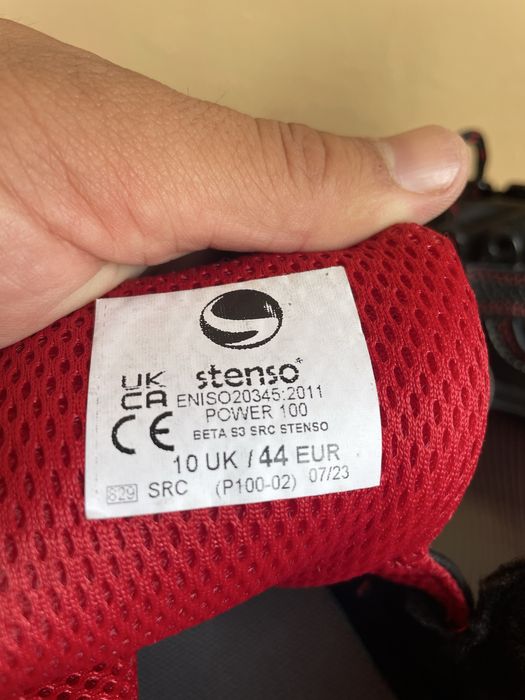 stenso
UK
CA
ENISO20345:2011
POWER 100
CE
BETA S3 SRC STENSO
10 UK / 44 EUR
829 SRC (P100-02) 07/23